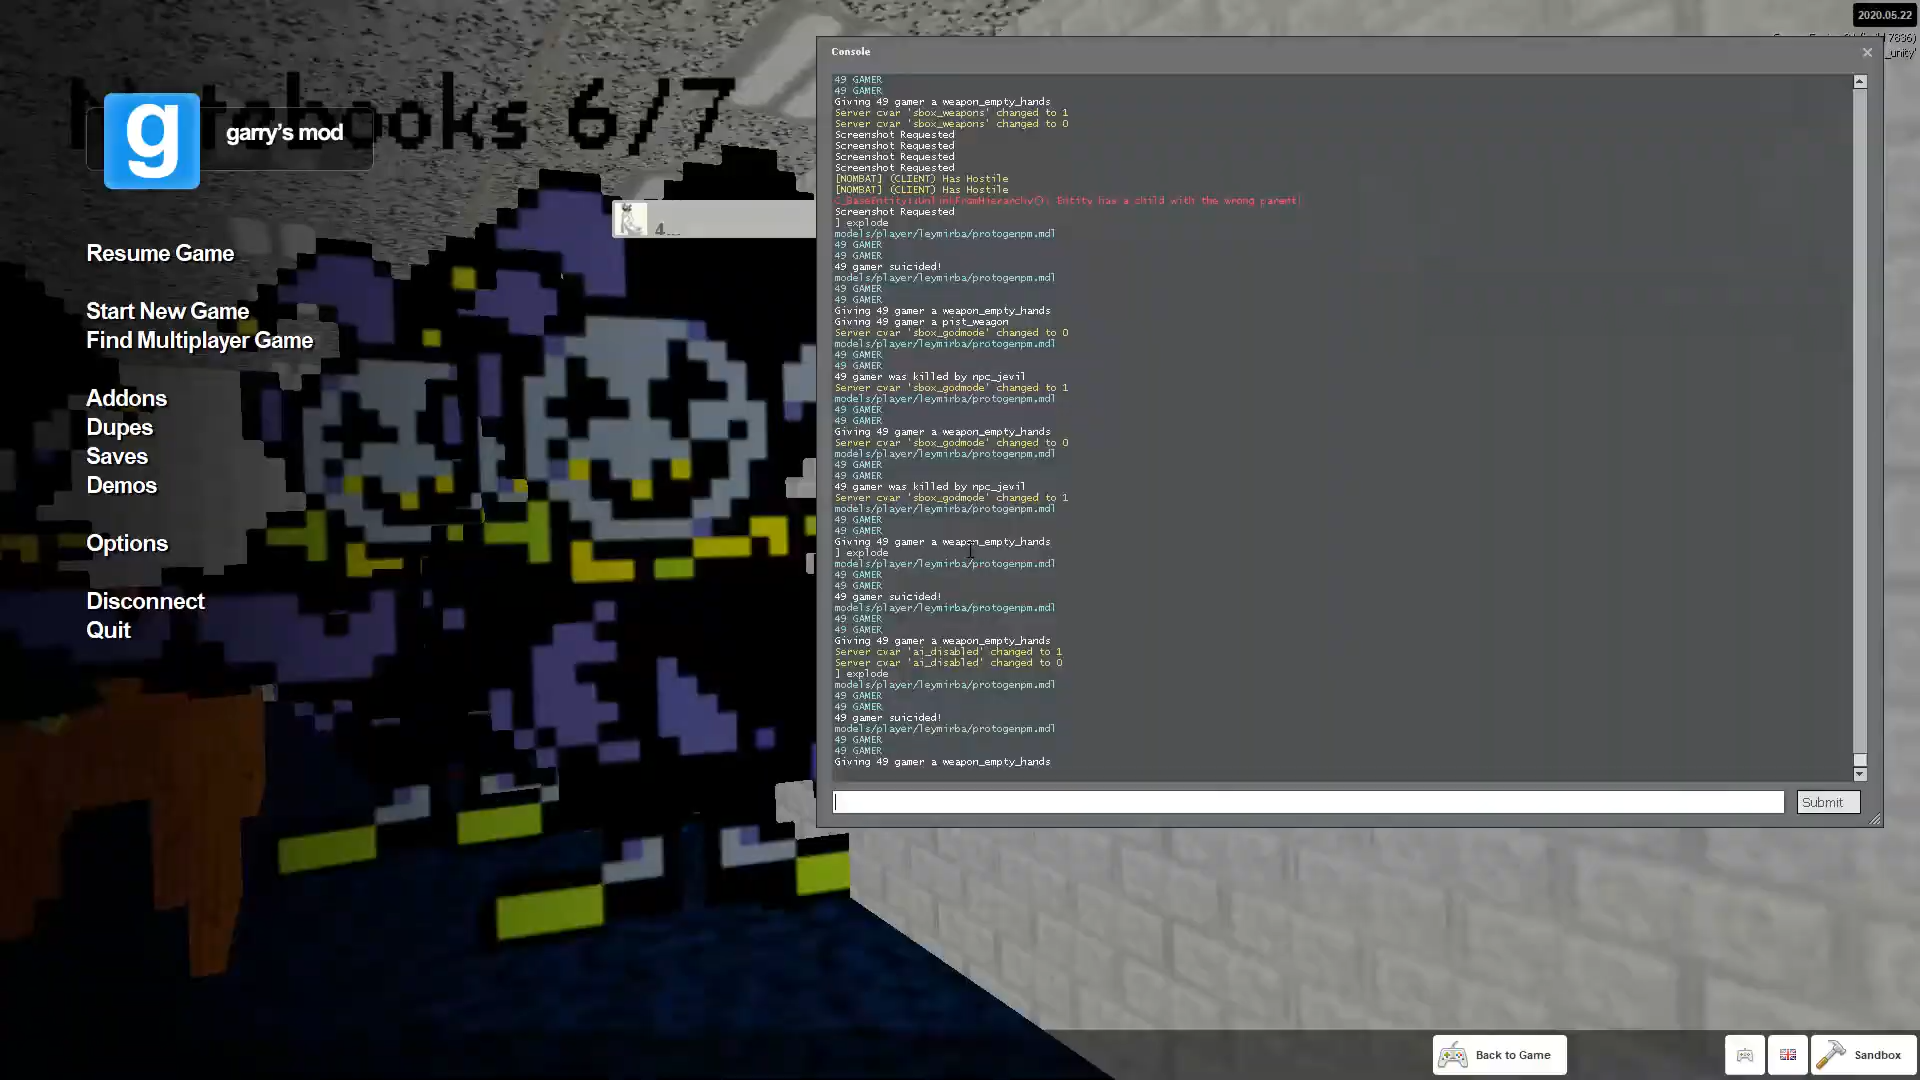 2020.05.22
7836)
_unity'
books 6/7
g
garry's mod
4...
Resume Game
Start New Game
Find Multiplayer Game
Addons
Dupes
Saves
Demos
Options
Disconnect
Quit
Console
49 GAMER
49 GAMER
Giving 49 gamer a weapon_empty_hands
Server cvar 'sbox_weapons' changed to 1
Server cvar 'sbox_weapons' changed to 0
Screenshot Requested
Screenshot Requested
Screenshot Requested
Screenshot Requested
[NOMBAT] (CLIENT) Has Hostile
[NOMBAT] (CLIENT) Has Hostile
C_BaseEntity::UnlinkFromHierarchy(): Entity has a child with the wrong parent!
Screenshot Requested
] explode
models/player/leymirba/protogenpm.mdl
49 GAMER
49 GAMER
49 gamer suicided!
models/player/leymirba/protogenpm.mdl
49 GAMER
49 GAMER
Giving 49 gamer a weapon_empty_hands
Giving 49 gamer a pist_weagon
Server cvar 'sbox_godmode' changed to 0
models/player/leymirba/protogenpm.mdl
49 GAMER
49 GAMER
49 gamer was killed by npc_jevil
Server cvar 'sbox_godmode' changed to 1
models/player/leymirba/protogenpm.mdl
49 GAMER
49 GAMER
Giving 49 gamer a weapon_empty_hands
Server cvar 'sbox_godmode' changed to 0
models/player/leymirba/protogenpm.mdl
49 GAMER
49 GAMER
49 gamer was killed by npc_jevil
Server cvar 'sbox_godmode' changed to 1
models/player/leymirba/protogenpm.mdl
49 GAMER
49 GAMER
Giving 49 gamer a weapon_empty_hands
] explode
models/player/leymirba/protogenpm.mdl
49 GAMER
49 GAMER
49 gamer suicided!
models/player/leymirba/protogenpm.mdl
49 GAMER
49 GAMER
Giving 49 gamer a weapon_empty_hands
Server cvar 'ai_disabled' changed to 1
Server cvar 'ai_disabled' changed to 0
] explode
models/player/leymirba/protogenpm.mdl
49 GAMER
49 GAMER
49 gamer suicided!
models/player/leymirba/protogenpm.mdl
49 GAMER
49 GAMER
Giving 49 gamer a weapon_empty_hands
Submit
Back to Game
Sandbox